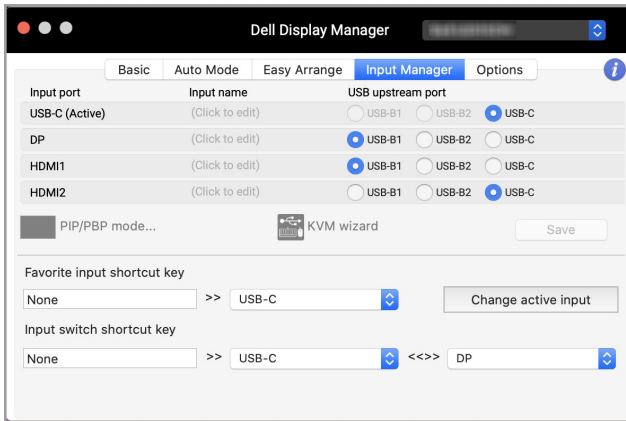 Dell Display Manager
Basic Auto Mode Easy Arrange Input Manager Options i
Input port Input name USB upstream port
USB-C (Active) (Click to edit) USB-B1 USB-B2 USB-C
DP (Click to edit) USB-B1 USB-B2 USB-C
HDMI1 (Click to edit) USB-B1 USB-B2 USB-C
HDMI2 (Click to edit) USB-B1 USB-B2 USB-C
PIP/PBP mode... KVM wizard Save
Favorite input shortcut key
None >> USB-C Change active input
Input switch shortcut key
None >> USB-C <<>> DP